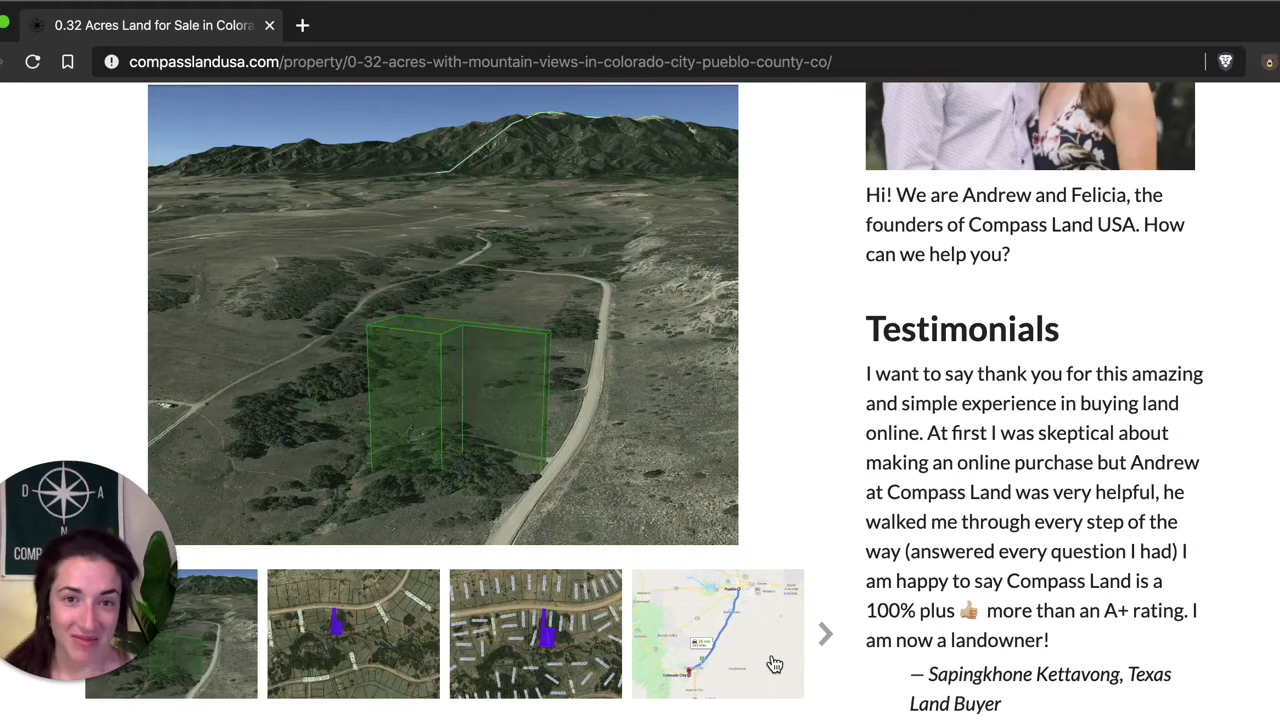 0.32 Acres Land for Sale in Colora
compasslandusa.com/property/0-32-acres-with-mountain-views-in-colorado-city-pueblo-county-co/
Hi! We are Andrew and Felicia, the
founders of Compass Land USA. How
can we help you?
Testimonials
I want to say thank you for this amazing
and simple experience in buying land
online. At first I was skeptical about
making an online purchase but Andrew
at Compass Land was very helpful, he
walked me through every step of the
way (answered every question I had) I
am happy to say Compass Land is a
100% plus 👍🏼 more than an A+ rating. I
am now a landowner!
— Sapingkhone Kettavong, Texas
Land Buyer
D A
N
COMP
Pueblo
Colorado City